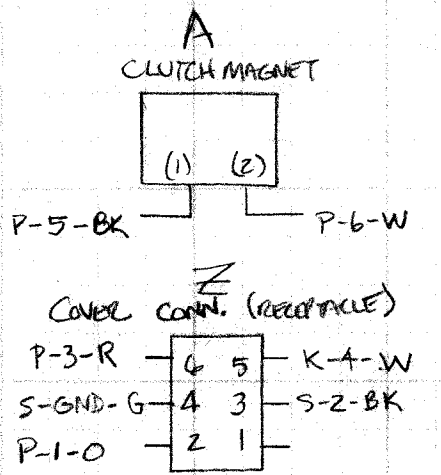 A
CLUTCH MAGNET
(1) (2)
P-5-BK P-6-W
Z
COVER CONN. (RECEPTACLE)
P-3-R 6 5 K-4-W
S-GND-G 4 3 S-2-BK
P-1-O 2 1